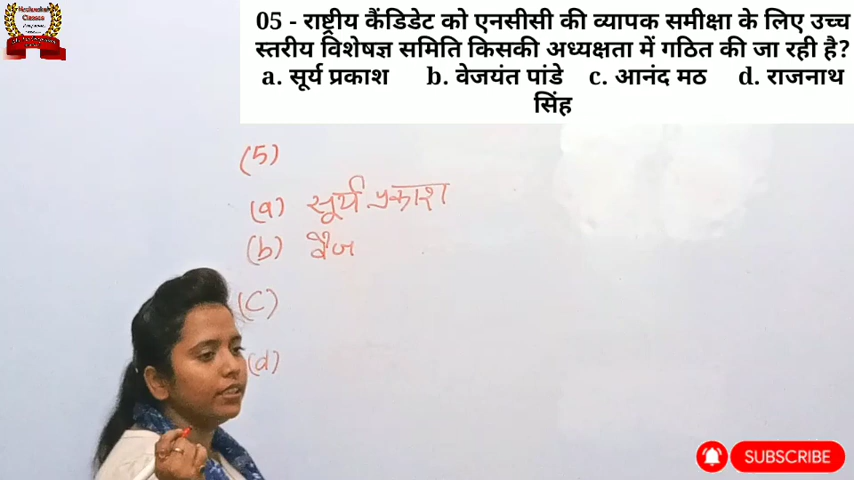 05 - राष्ट्रीय कैंडिडेट को एनसीसी की व्यापक समीक्षा के लिए उच्च
स्तरीय विशेषज्ञ समिति किसकी अध्यक्षता में गठित की जा रही है?
a. सूर्य प्रकाश b. वेजयंत पांडे c. आनंद मठ d. राजनाथ
सिंह
(5)
(a) सूर्य प्रकाश
(b) वैज
(C)
(d)
SUBSCRIBE